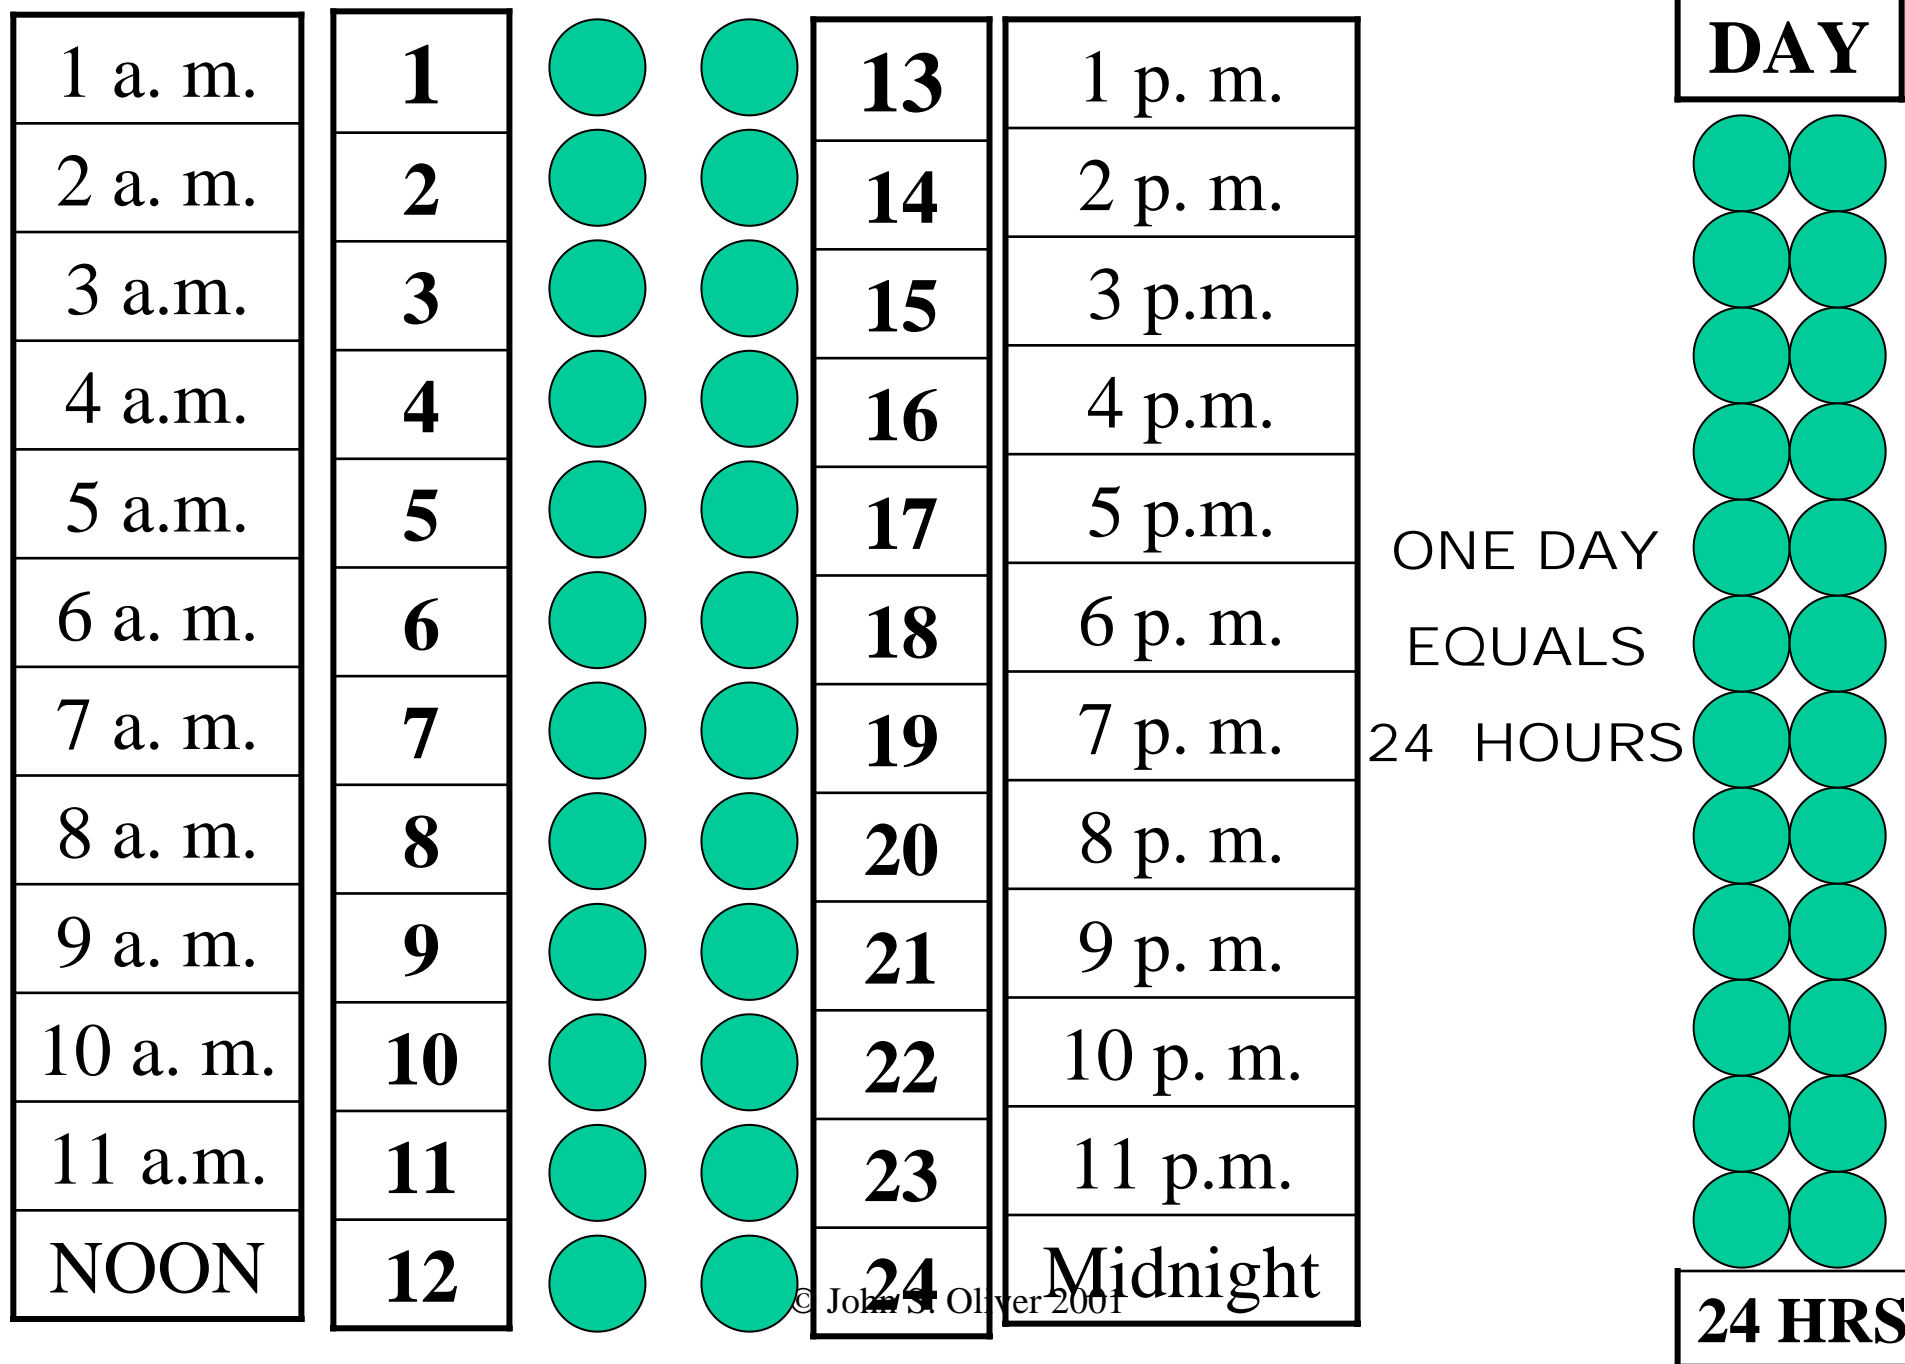 1 a. m. 1 13 1 p. m. DAY
2 a. m. 2 14 2 p. m.
3 a.m. 3 15 3 p.m.
4 a.m. 4 16 4 p.m.
5 a.m. 5 17 5 p.m.
ONE DAY
6 a. m. 6 18 6 p. m.
EQUALS
7 a. m. 7 19 7 p. m.
24 HOURS
8 a. m. 8 20 8 p. m.
9 a. m. 9 21 9 p. m.
10 a. m. 10 22 10 p. m.
11 a.m. 11 23 11 p.m.
NOON 12 24 Midnight
© John S. Oliver 2001
24 HRS